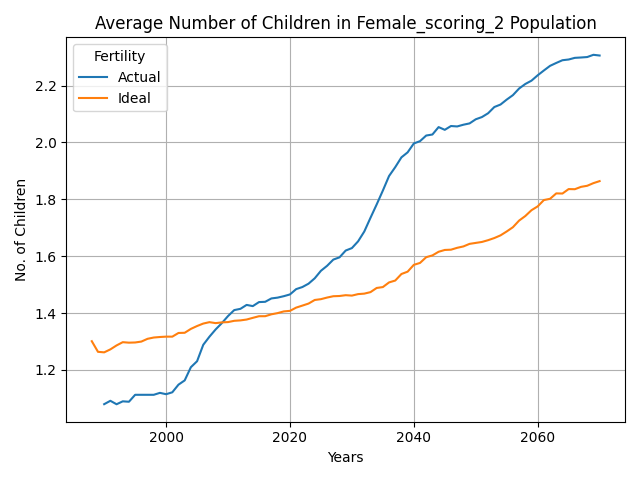 Average Number of Children in Female_scoring_2 Population
Fertility
Actual
Ideal
No. of Children
2.2
2.0
1.8
1.6
1.4
1.2
2000
2020
2040
2060
Years